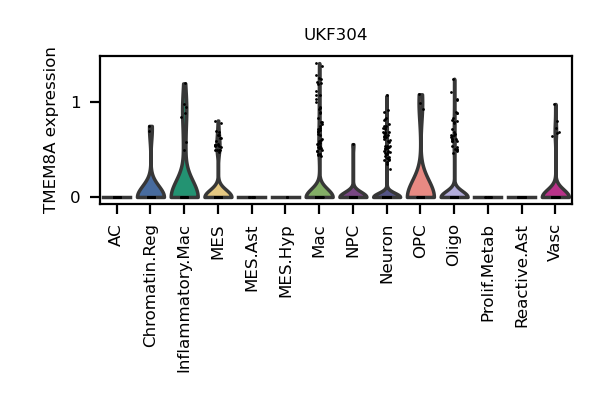 UKF304
TMEM8A expression
1
0
AC
Chromatin.Reg
Inflammatory.Mac
MES
MES.Ast
MES.Hyp
Mac
NPC
Neuron
OPC
Oligo
Prolif.Metab
Reactive.Ast
Vasc